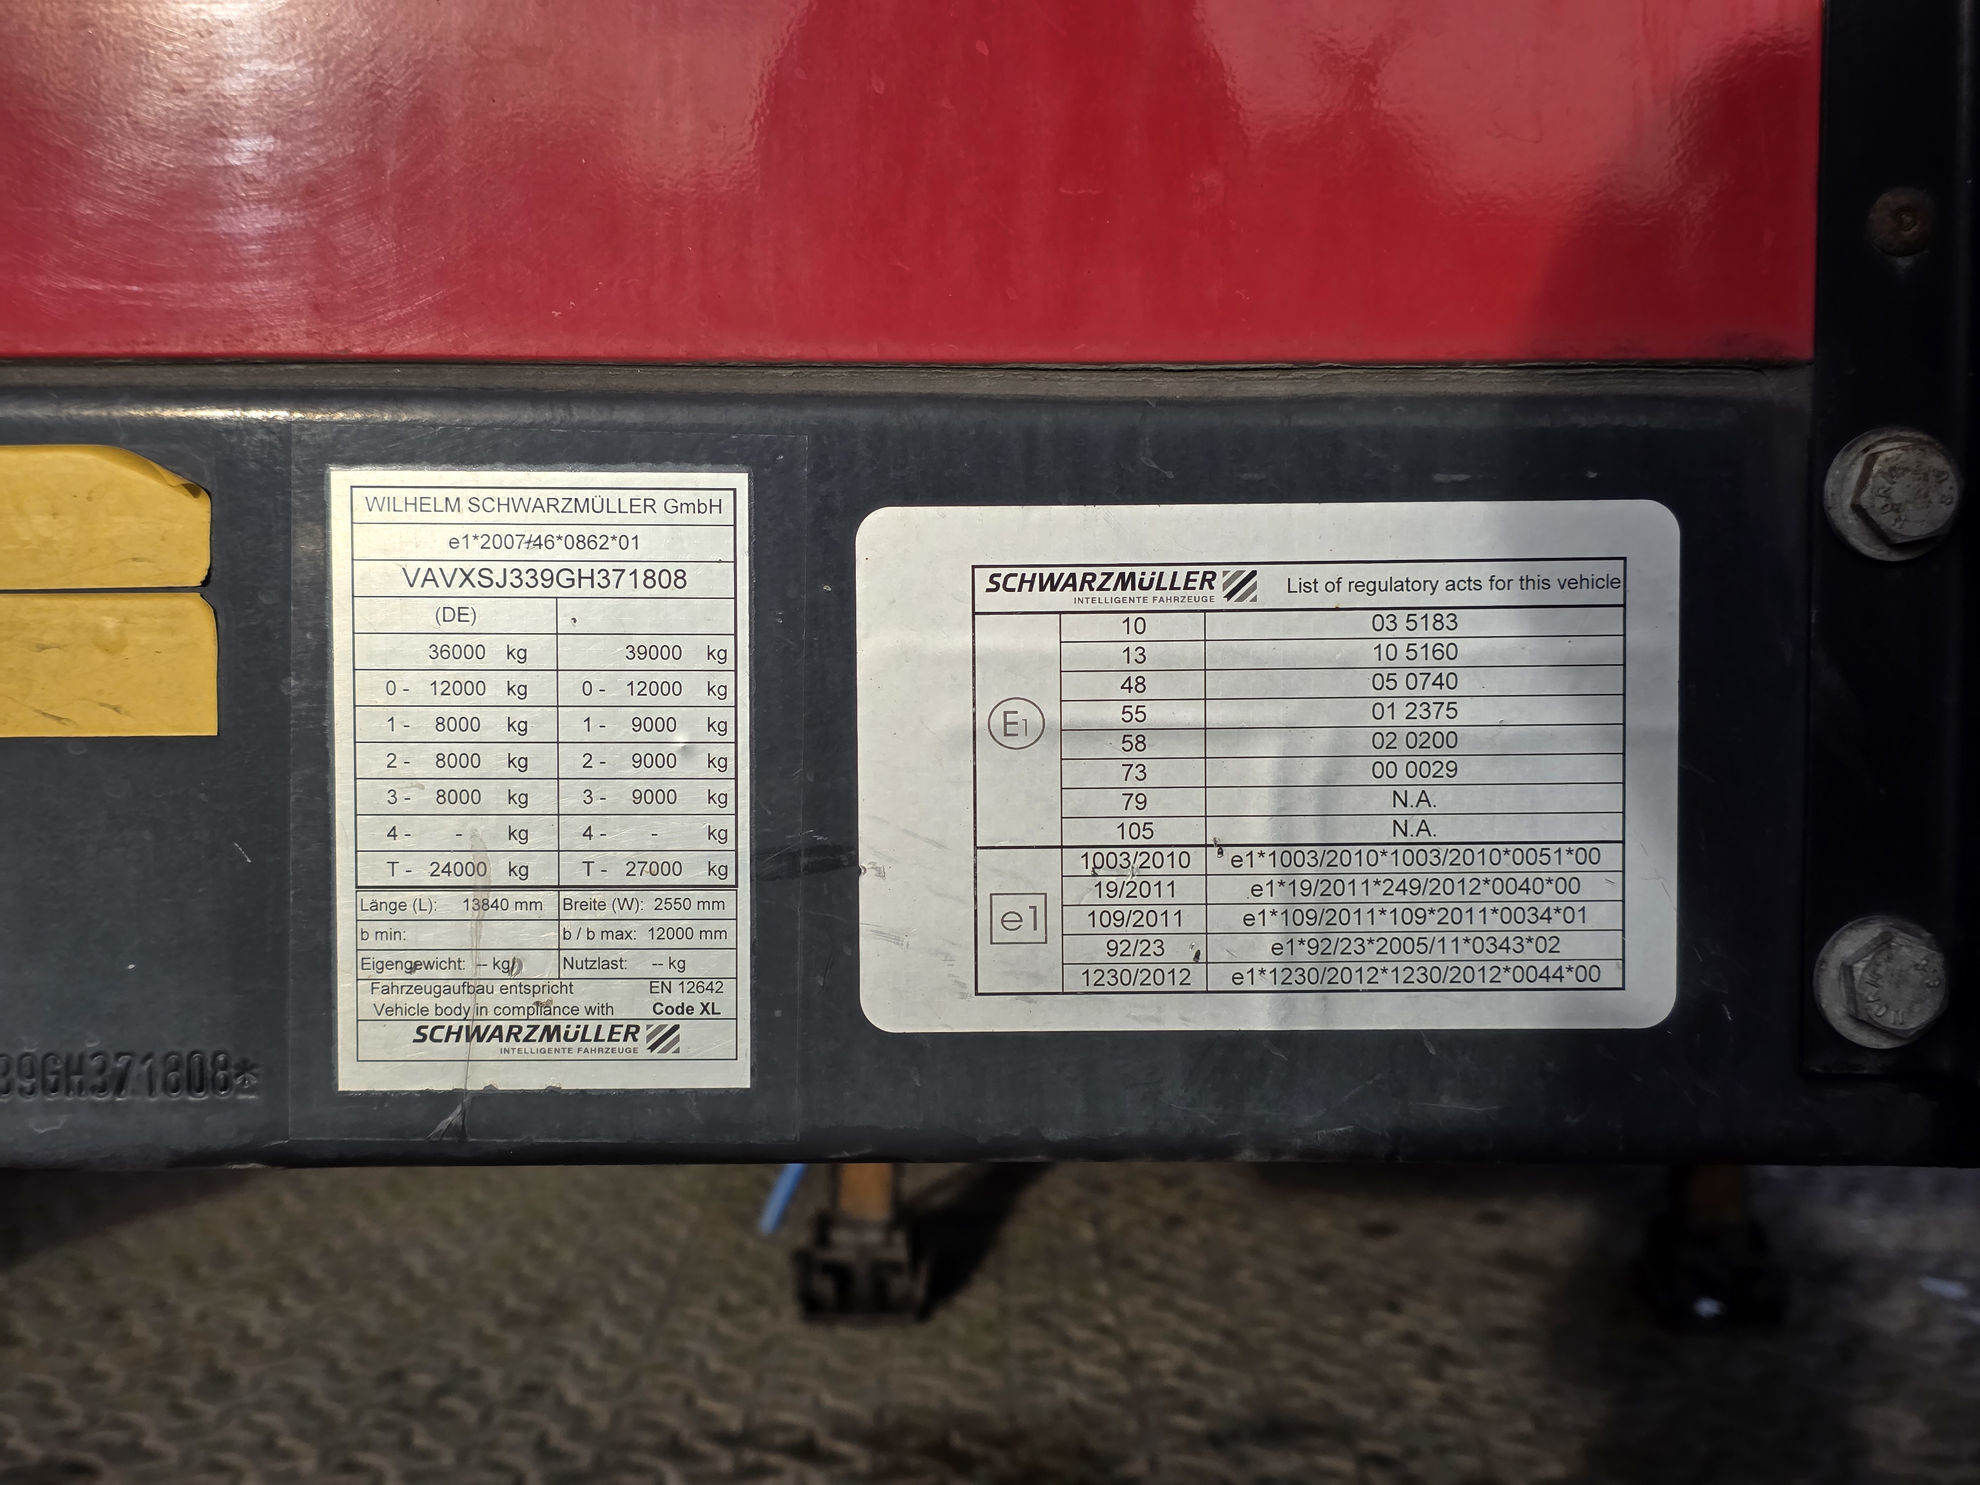 WILHELM SCHWARZMÜLLER GmbH
e1*2007/46*0862*01
VAVXSJ339GH371808
(DE)
36000 kg 39000 kg
0 - 12000 kg 0 - 12000 kg
1 - 8000 kg 1 - 9000 kg
2 - 8000 kg 2 - 9000 kg
3 - 8000 kg 3 - 9000 kg
4 - - kg 4 - - kg
T - 24000 kg T - 27000 kg
Länge (L): 13840 mm Breite (W): 2550 mm
b min: b / b max: 12000 mm
Eigengewicht: -- kg Nutzlast: -- kg
Fahrzeugaufbau entspricht EN 12642
Vehicle body in compliance with Code XL
SCHWARZMÜLLER
INTELLIGENTE FAHRZEUGE
39GH371808*
SCHWARZMÜLLER List of regulatory acts for this vehicle
INTELLIGENTE FAHRZEUGE
E1
10 03 5183
13 10 5160
48 05 0740
55 01 2375
58 02 0200
73 00 0029
79 N.A.
105 N.A.
e1
1003/2010 e1*1003/2010*1003/2010*0051*00
19/2011 e1*19/2011*249/2012*0040*00
109/2011 e1*109/2011*109*2011*0034*01
92/23 e1*92/23*2005/11*0343*02
1230/2012 e1*1230/2012*1230/2012*0044*00